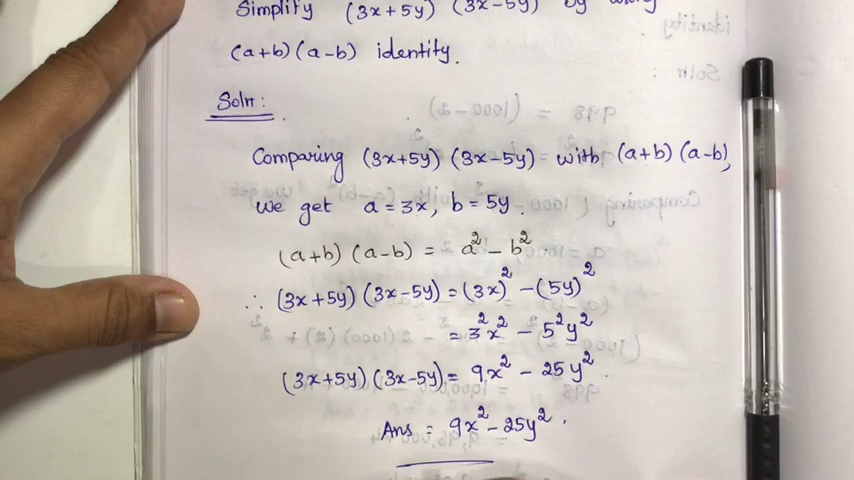 Simplify (3x+5y) (3x-5y) by using
(a+b) (a-b) identity.
Soln:
Comparing (3x+5y) (3x-5y) with (a+b) (a-b),
we get a = 3x, b = 5y.
(a+b) (a-b) = a² - b²
∴ (3x+5y) (3x-5y) = (3x)² - (5y)²
= 3²x² - 5²y²
(3x+5y) (3x-5y) = 9x² - 25y².
Ans = 9x² - 25y².